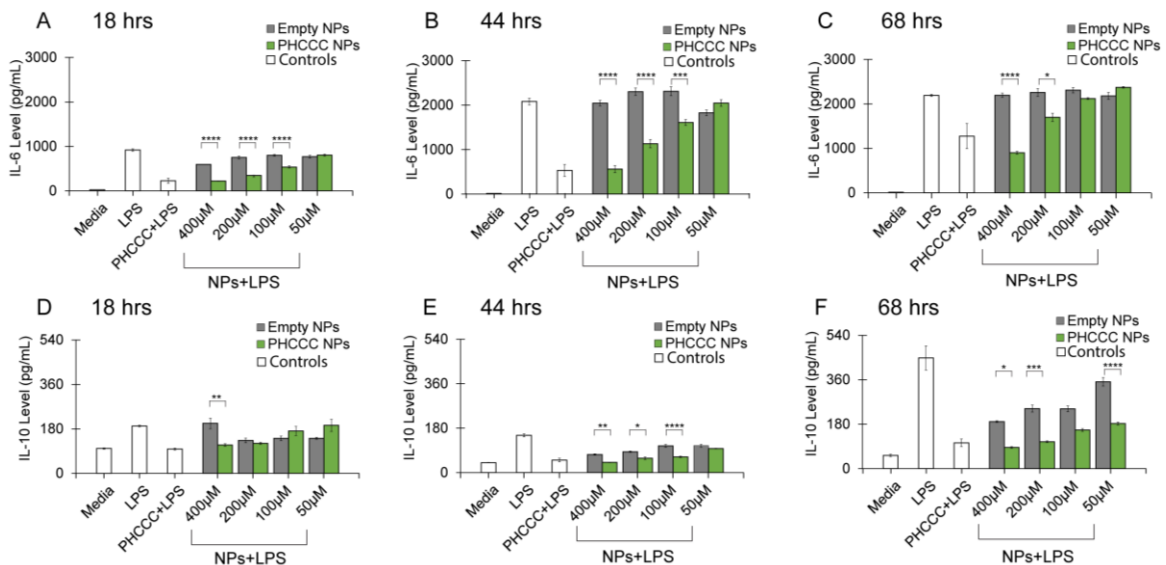 A 18 hrs
Empty NPs
PHCCC NPs
Controls
IL-6 Level (pg/mL)
3000
2000
1000
0
****
****
****
Media
LPS
PHCCC+LPS
400µM
200µM
100µM
50µM
NPs+LPS
B 44 hrs
Empty NPs
PHCCC NPs
Controls
IL-6 Level (pg/mL)
3000
2000
1000
0
****
****
***
Media
LPS
PHCCC+LPS
400µM
200µM
100µM
50µM
NPs+LPS
C 68 hrs
Empty NPs
PHCCC NPs
Controls
IL-6 Level (pg/mL)
3000
2000
1000
0
****
*
Media
LPS
PHCCC+LPS
400µM
200µM
100µM
50µM
NPs+LPS
D 18 hrs
Empty NPs
PHCCC NPs
Controls
IL-10 Level (pg/mL)
540
360
180
0
**
Media
LPS
PHCCC+LPS
400µM
200µM
100µM
50µM
NPs+LPS
E 44 hrs
Empty NPs
PHCCC NPs
Controls
IL-10 Level (pg/mL)
540
360
180
0
**
*
****
Media
LPS
PHCCC+LPS
400µM
200µM
100µM
50µM
NPs+LPS
F 68 hrs
Empty NPs
PHCCC NPs
Controls
IL-10 Level (pg/mL)
540
360
180
0
*
***
****
Media
LPS
PHCCC+LPS
400µM
200µM
100µM
50µM
NPs+LPS